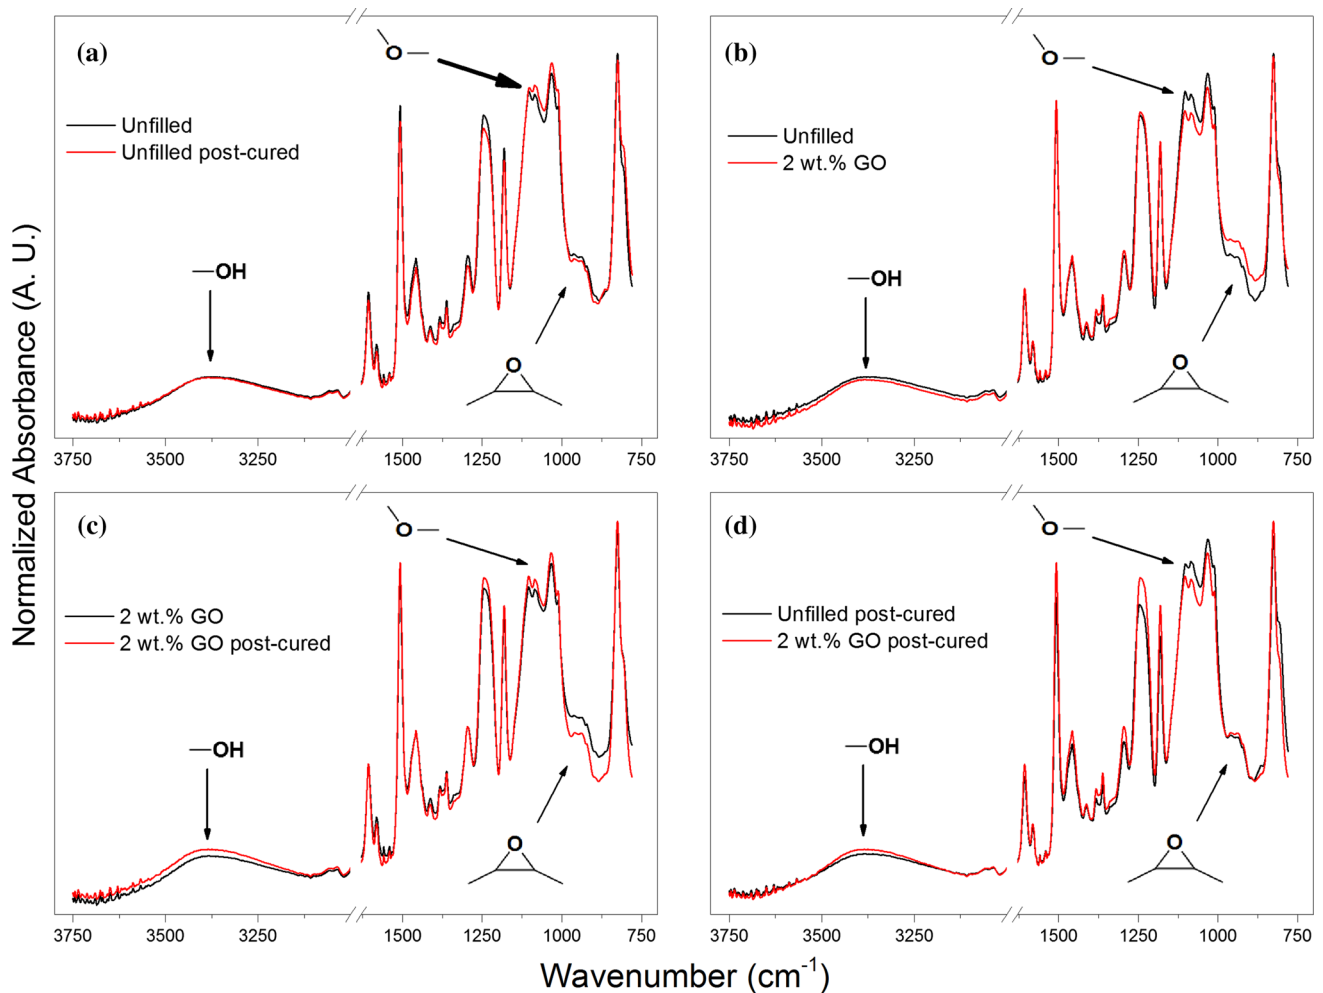 Normalized Absorbance (A. U.)
(a)
O
Unfilled
Unfilled post-cured
OH
O
3750 3500 3250 1500 1250 1000 750
(b)
O
Unfilled
2 wt.% GO
OH
O
3750 3500 3250 1500 1250 1000 750
(c)
O
2 wt.% GO
2 wt.% GO post-cured
OH
O
3750 3500 3250 1500 1250 1000 750
(d)
O
Unfilled post-cured
2 wt.% GO post-cured
OH
O
3750 3500 3250 1500 1250 1000 750
Wavenumber (cm⁻¹)